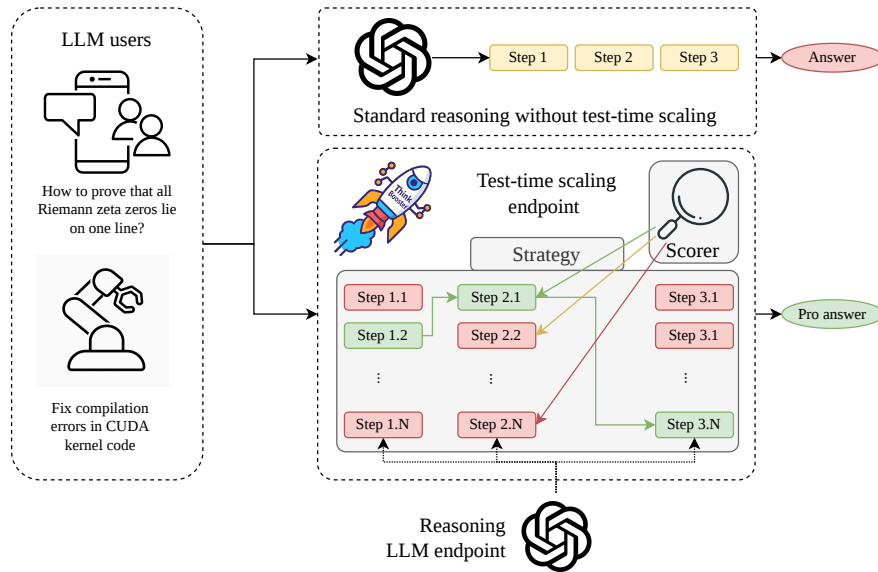 LLM users
How to prove that all
Riemann zeta zeros lie
on one line?
Fix compilation
errors in CUDA
kernel code
Step 1
Step 2
Step 3
Answer
Standard reasoning without test-time scaling
Think
Booster
Test-time scaling
endpoint
Scorer
Strategy
Step 1.1
Step 2.1
Step 3.1
Step 1.2
Step 2.2
Step 3.1
...
...
...
Step 1.N
Step 2.N
Step 3.N
Pro answer
Reasoning
LLM endpoint